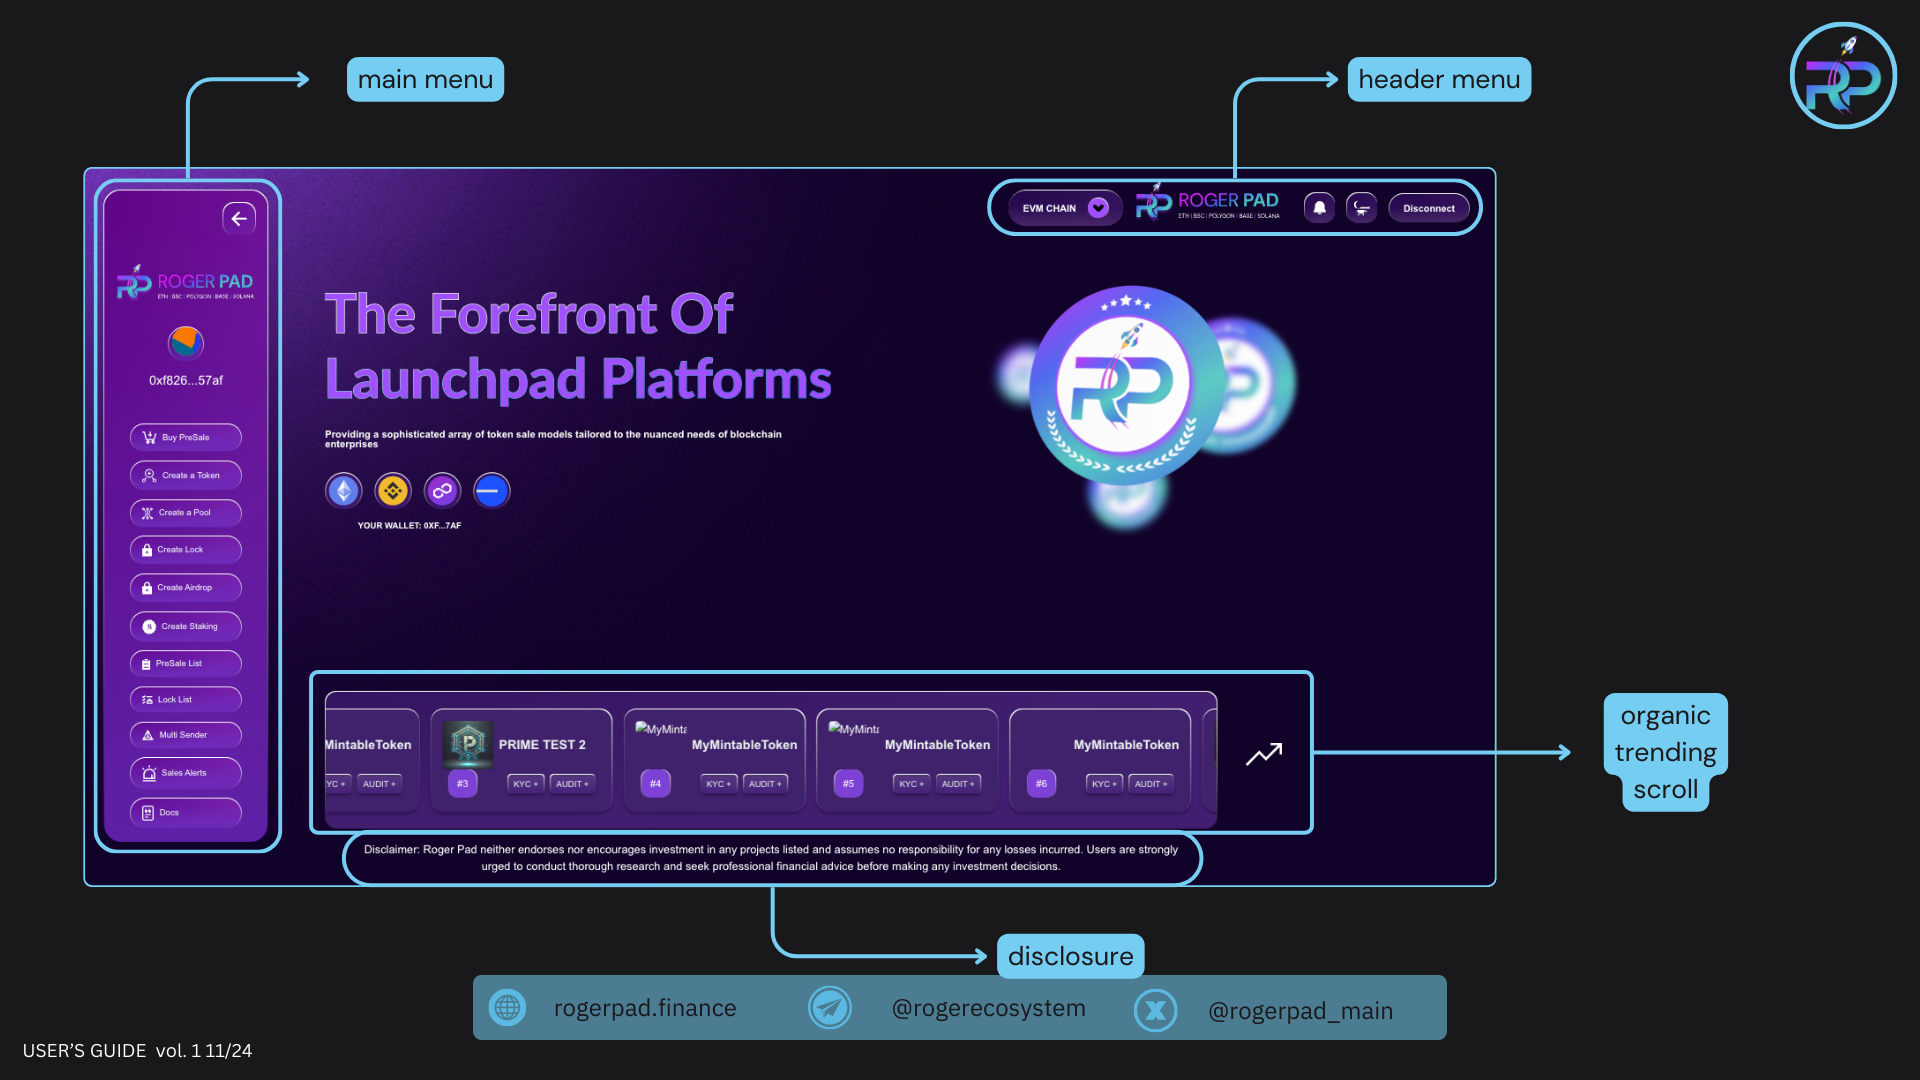 main menu
header menu
RP
EVM CHAIN
ROGER PAD
ETH | BSC | POLYGON | BASE | SOLANA
Disconnect
ROGER PAD
ETH | BSC | POLYGON | BASE | SOLANA
0xf826...57af
Buy PreSale
Create a Token
Create a Pool
Create Lock
Create Airdrop
Create Staking
PreSale List
Lock List
Multi Sender
Sales Alerts
Docs
The Forefront Of
Launchpad Platforms
Providing a sophisticated array of token sale models tailored to the nuanced needs of blockchain
enterprises
YOUR WALLET: 0XF...7AF
RP
MintableToken
YC +
AUDIT +
PRIME TEST 2
#3
KYC +
AUDIT +
MyMinta
MyMintableToken
#4
KYC +
AUDIT +
MyMinta
MyMintableToken
#5
KYC +
AUDIT +
MyMintableToken
#6
KYC +
AUDIT +
organic
trending
scroll
Disclaimer: Roger Pad neither endorses nor encourages investment in any projects listed and assumes no responsibility for any losses incurred. Users are strongly
urged to conduct thorough research and seek professional financial advice before making any investment decisions.
disclosure
rogerpad.finance
@rogerecosystem
@rogerpad_main
USER'S GUIDE vol. 1 11/24